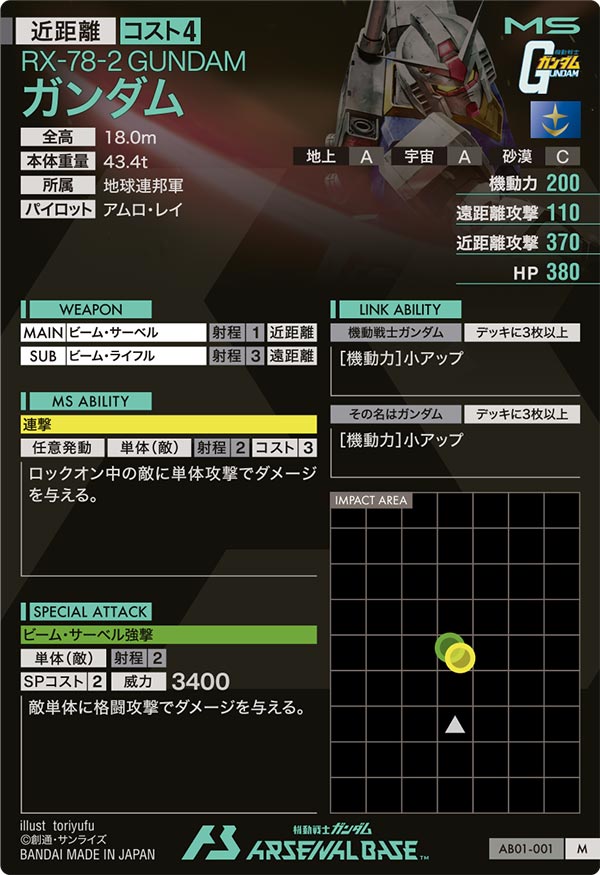 近距離 コスト4 MS
RX-78-2 GUNDAM
機動戦士
ガンダム
GUNDAM
ガンダム
全高 18.0m
本体重量 43.4t
所属 地球連邦軍
パイロット アムロ・レイ
地上 A 宇宙 A 砂漠 C
機動力 200
遠距離攻撃 110
近距離攻撃 370
HP 380
WEAPON
MAIN ビーム・サーベル 射程 1 近距離
SUB ビーム・ライフル 射程 3 遠距離
MS ABILITY
連撃
任意発動 単体(敵) 射程 2 コスト 3
ロックオン中の敵に単体攻撃でダメージ
を与える。
SPECIAL ATTACK
ビーム・サーベル強撃
単体(敵) 射程 2
SPコスト 2 威力 3400
敵単体に格闘攻撃でダメージを与える。
LINK ABILITY
機動戦士ガンダム デッキに3枚以上
[機動力]小アップ
その名はガンダム デッキに3枚以上
[機動力]小アップ
IMPACT AREA
illust toriyufu
©創通・サンライズ
BANDAI MADE IN JAPAN
機動戦士ガンダム
AB ARSENAL BASE™
AB01-001 M